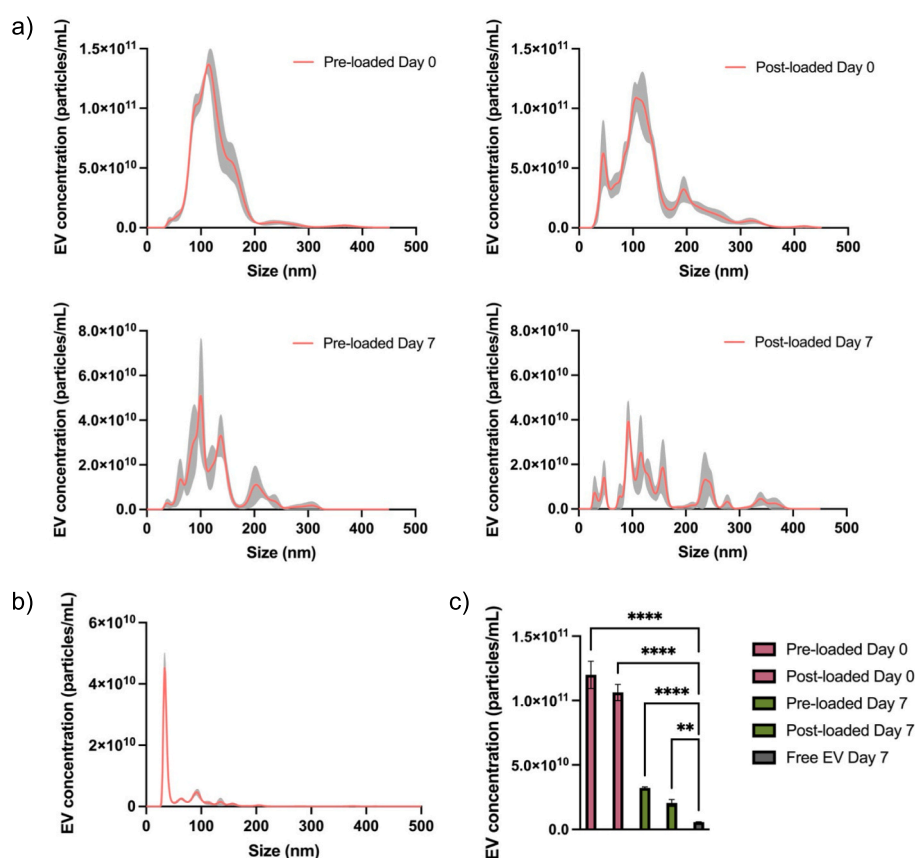 a)
EV concentration (particles/mL)
1.5×10¹¹
1.0×10¹¹
5.0×10¹⁰
0.0
0 100 200 300 400 500
Size (nm)
Pre-loaded Day 0
EV concentration (particles/mL)
1.5×10¹¹
1.0×10¹¹
5.0×10¹⁰
0.0
0 100 200 300 400 500
Size (nm)
Post-loaded Day 0
EV concentration (particles/mL)
8.0×10¹⁰
6.0×10¹⁰
4.0×10¹⁰
2.0×10¹⁰
0.0
0 100 200 300 400 500
Size (nm)
Pre-loaded Day 7
EV concentration (particles/mL)
8.0×10¹⁰
6.0×10¹⁰
4.0×10¹⁰
2.0×10¹⁰
0.0
0 100 200 300 400 500
Size (nm)
Post-loaded Day 7
b)
EV concentration (particles/mL)
6×10¹⁰
4×10¹⁰
2×10¹⁰
0
0 100 200 300 400 500
Size (nm)
c)
EV concentration (particles/mL)
1.5×10¹¹
1.0×10¹¹
5.0×10¹⁰
0.0
****
****
****
**
Pre-loaded Day 0
Post-loaded Day 0
Pre-loaded Day 7
Post-loaded Day 7
Free EV Day 7